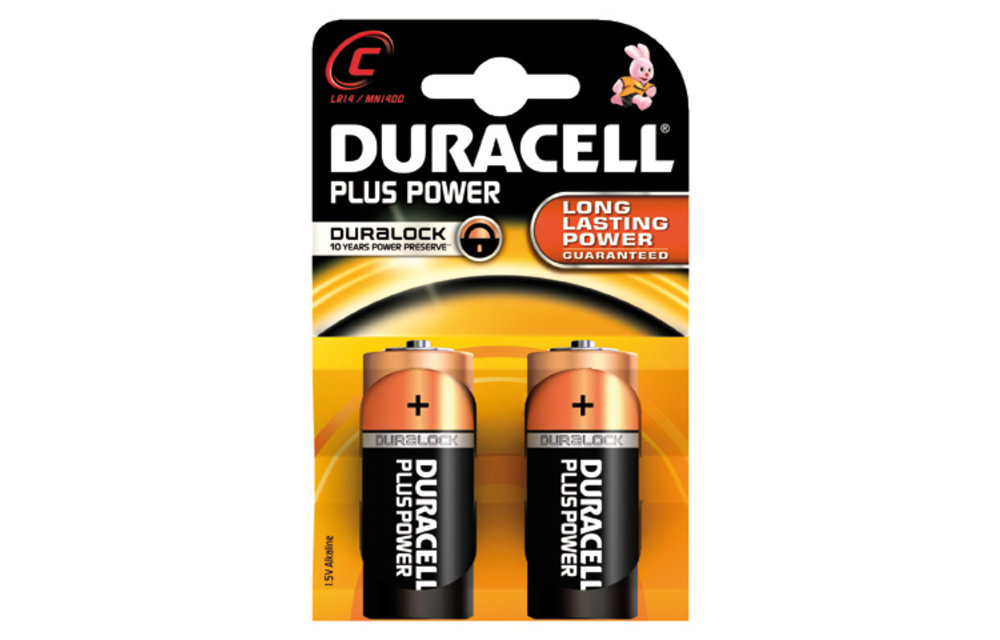 C
LR14 / MN1400
DURACELL®
PLUS POWER
DURALOCK
10 YEARS POWER PRESERVE™
LONG
LASTING
POWER
GUARANTEED
+
DURALOCK
DURACELL
PLUS POWER
+
DURALOCK
DURACELL
PLUS POWER
1.5V Alkaline